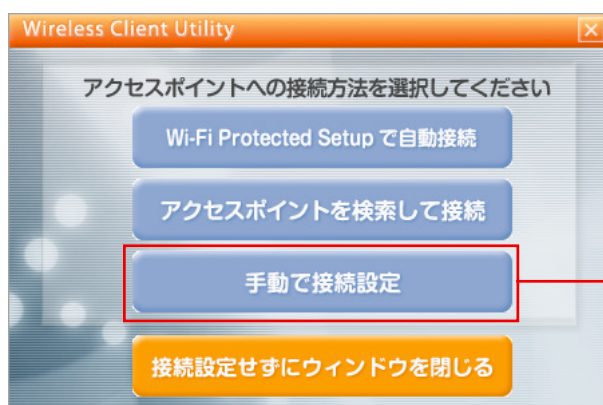 Wireless Client Utility
アクセスポイントへの接続方法を選択してください
Wi-Fi Protected Setup で自動接続
アクセスポイントを検索して接続
手動で接続設定
接続設定せずにウィンドウを閉じる